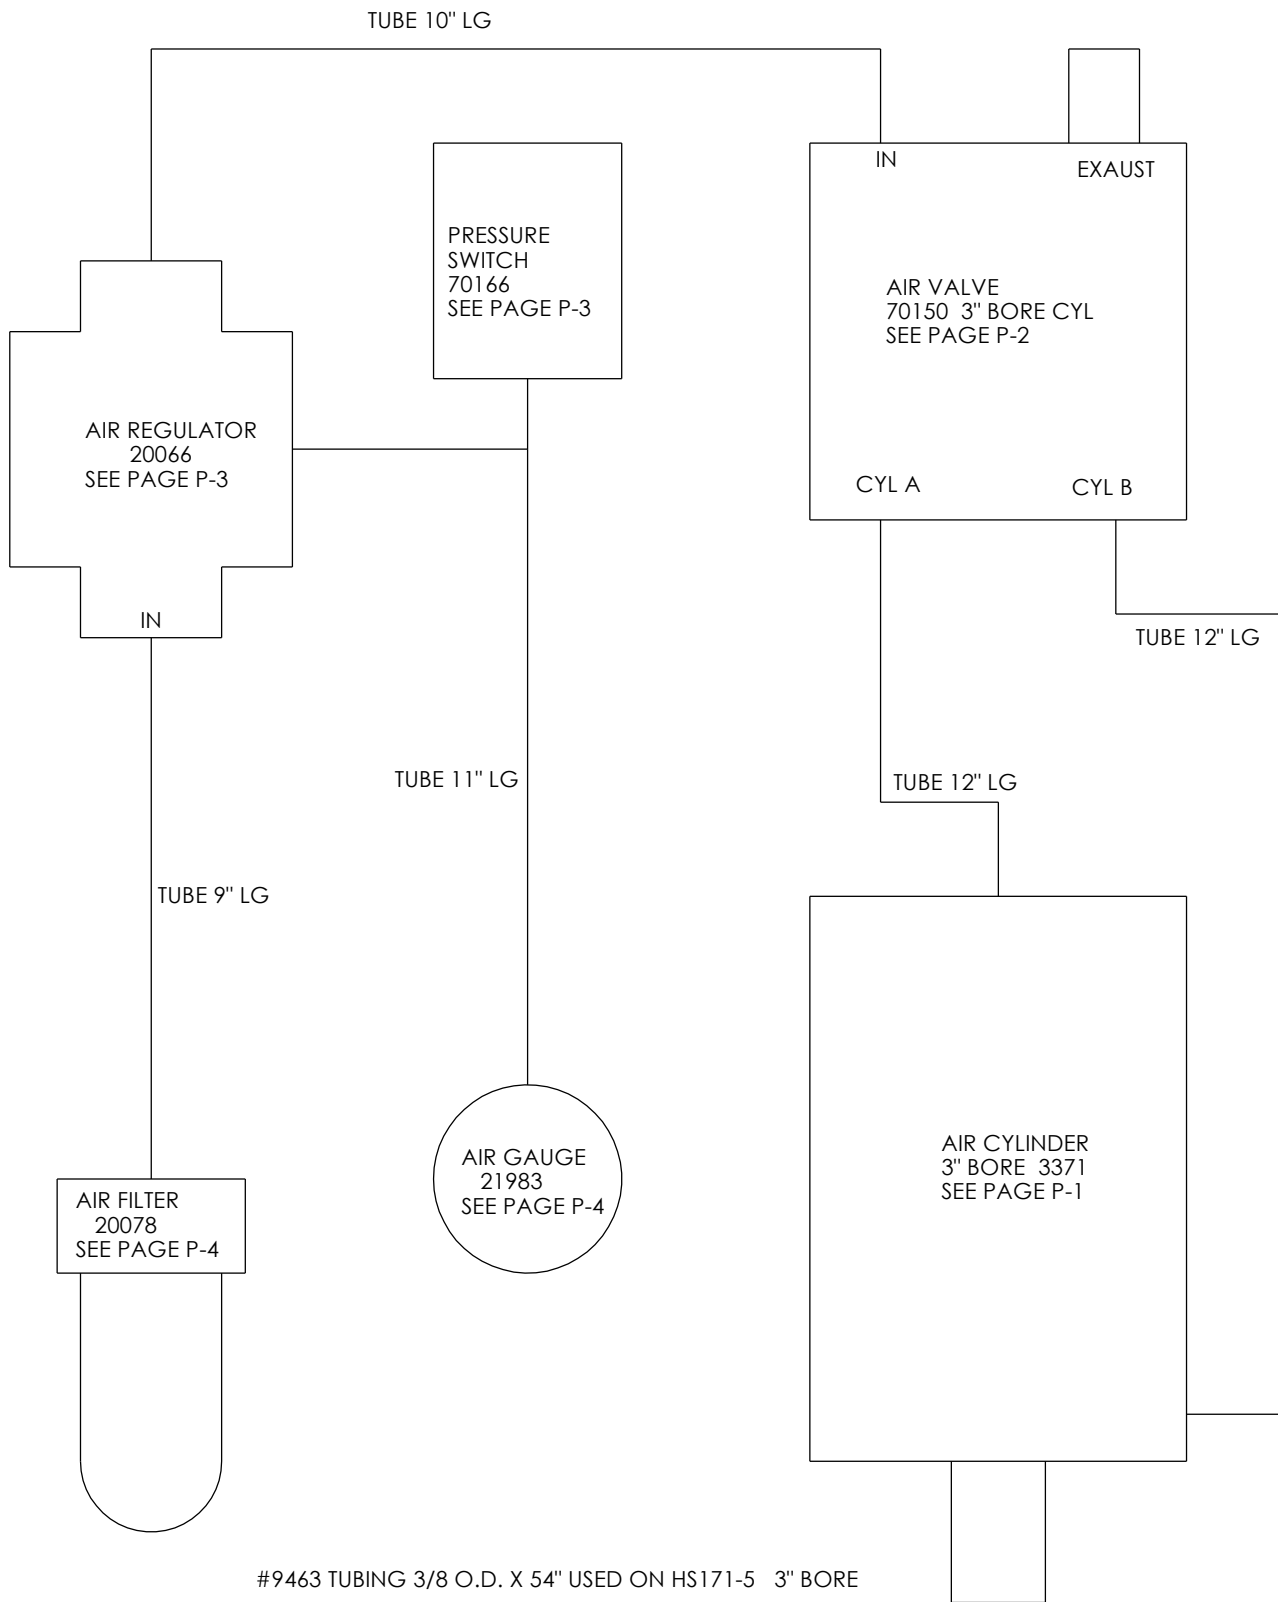 TUBE 10" LG
IN
EXAUST
PRESSURE
SWITCH
70166
SEE PAGE P-3
AIR VALVE
70150  3" BORE CYL
SEE PAGE P-2
AIR REGULATOR
20066
SEE PAGE P-3
CYL A
CYL B
IN
TUBE 12" LG
TUBE 11" LG
TUBE 12" LG
TUBE 9" LG
AIR GAUGE
21983
SEE PAGE P-4
AIR CYLINDER
3" BORE  3371
SEE PAGE P-1
AIR FILTER
20078
SEE PAGE P-4
#9463 TUBING 3/8 O.D. X 54" USED ON HS171-5   3" BORE